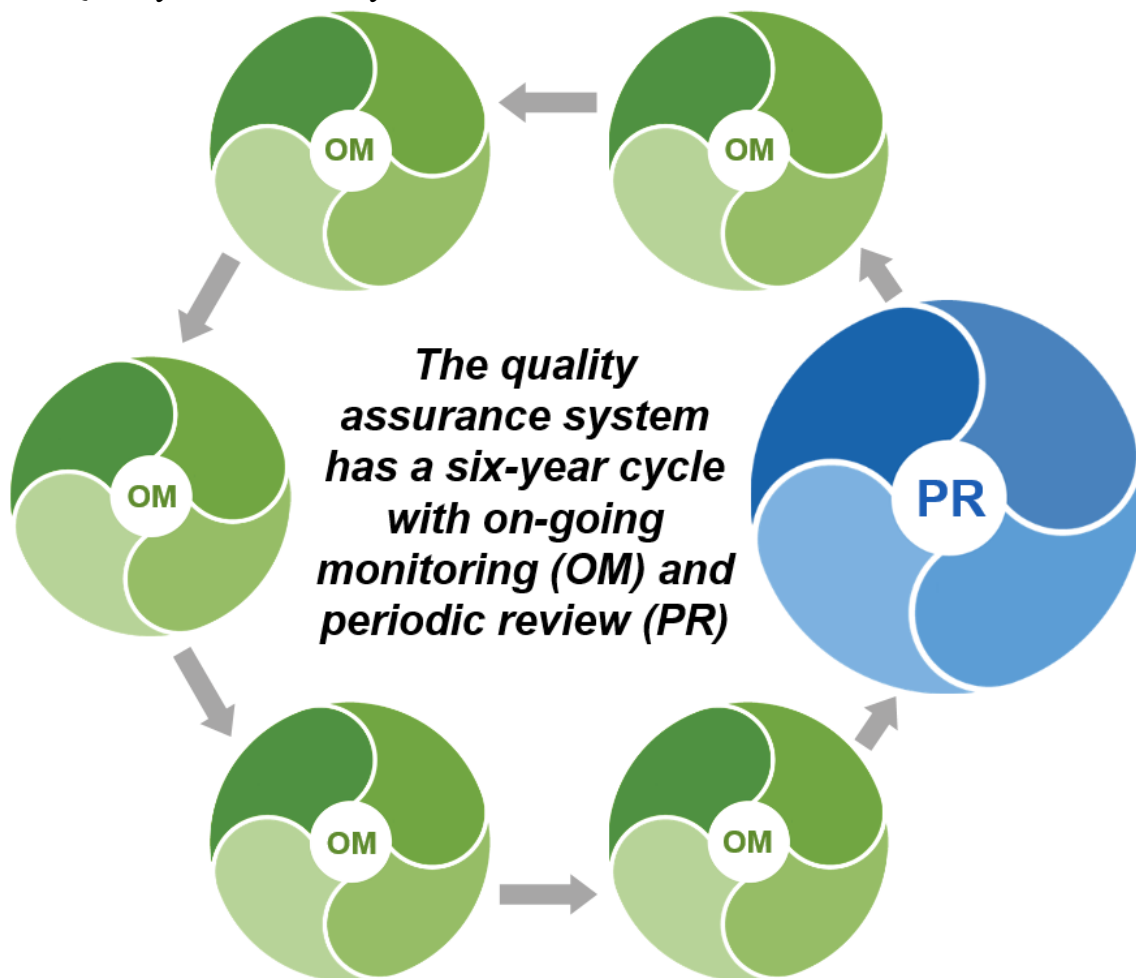 OM
OM
OM
PR
The quality
assurance system
has a six-year cycle
with on-going
monitoring (OM) and
periodic review (PR)
OM
OM